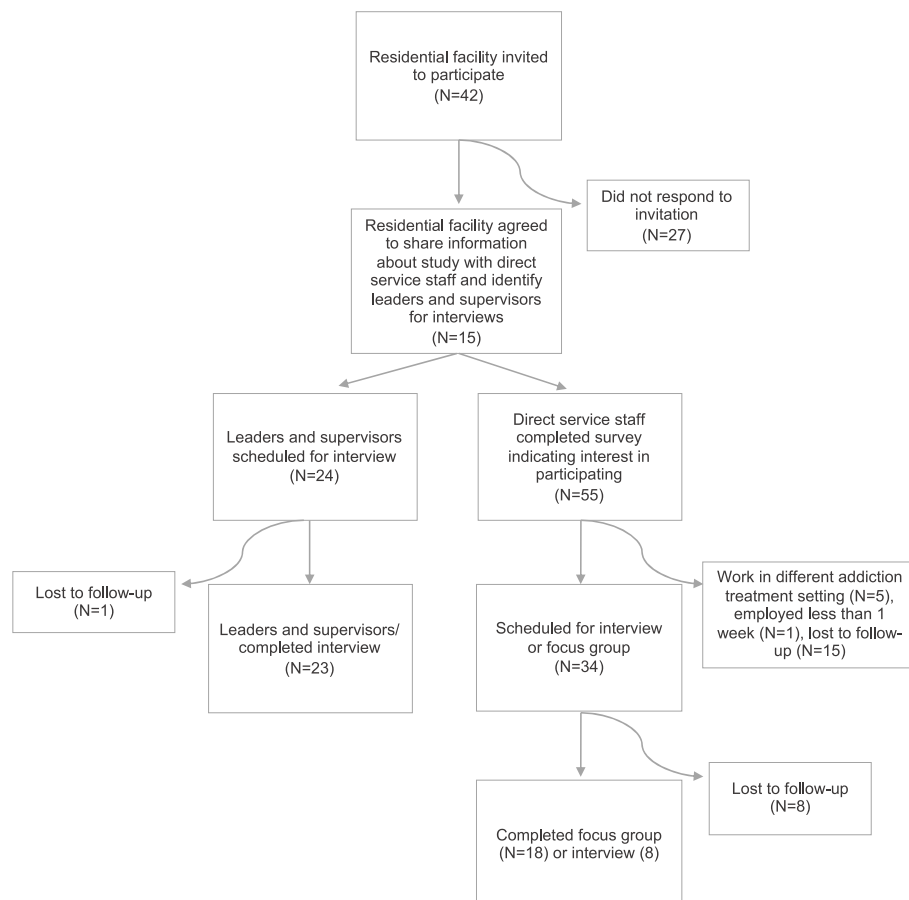 Residential facility invited
to participate
(N=42)
Did not respond to
invitation
(N=27)
Residential facility agreed
to share information
about study with direct
service staff and identify
leaders and supervisors
for interviews
(N=15)
Leaders and supervisors
scheduled for interview
(N=24)
Direct service staff
completed survey
indicating interest in
participating
(N=55)
Lost to follow-up
(N=1)
Leaders and supervisors/
completed interview
(N=23)
Scheduled for interview
or focus group
(N=34)
Work in different addiction
treatment setting (N=5),
employed less than 1
week (N=1), lost to follow-
up (N=15)
Completed focus group
(N=18) or interview (8)
Lost to follow-up
(N=8)